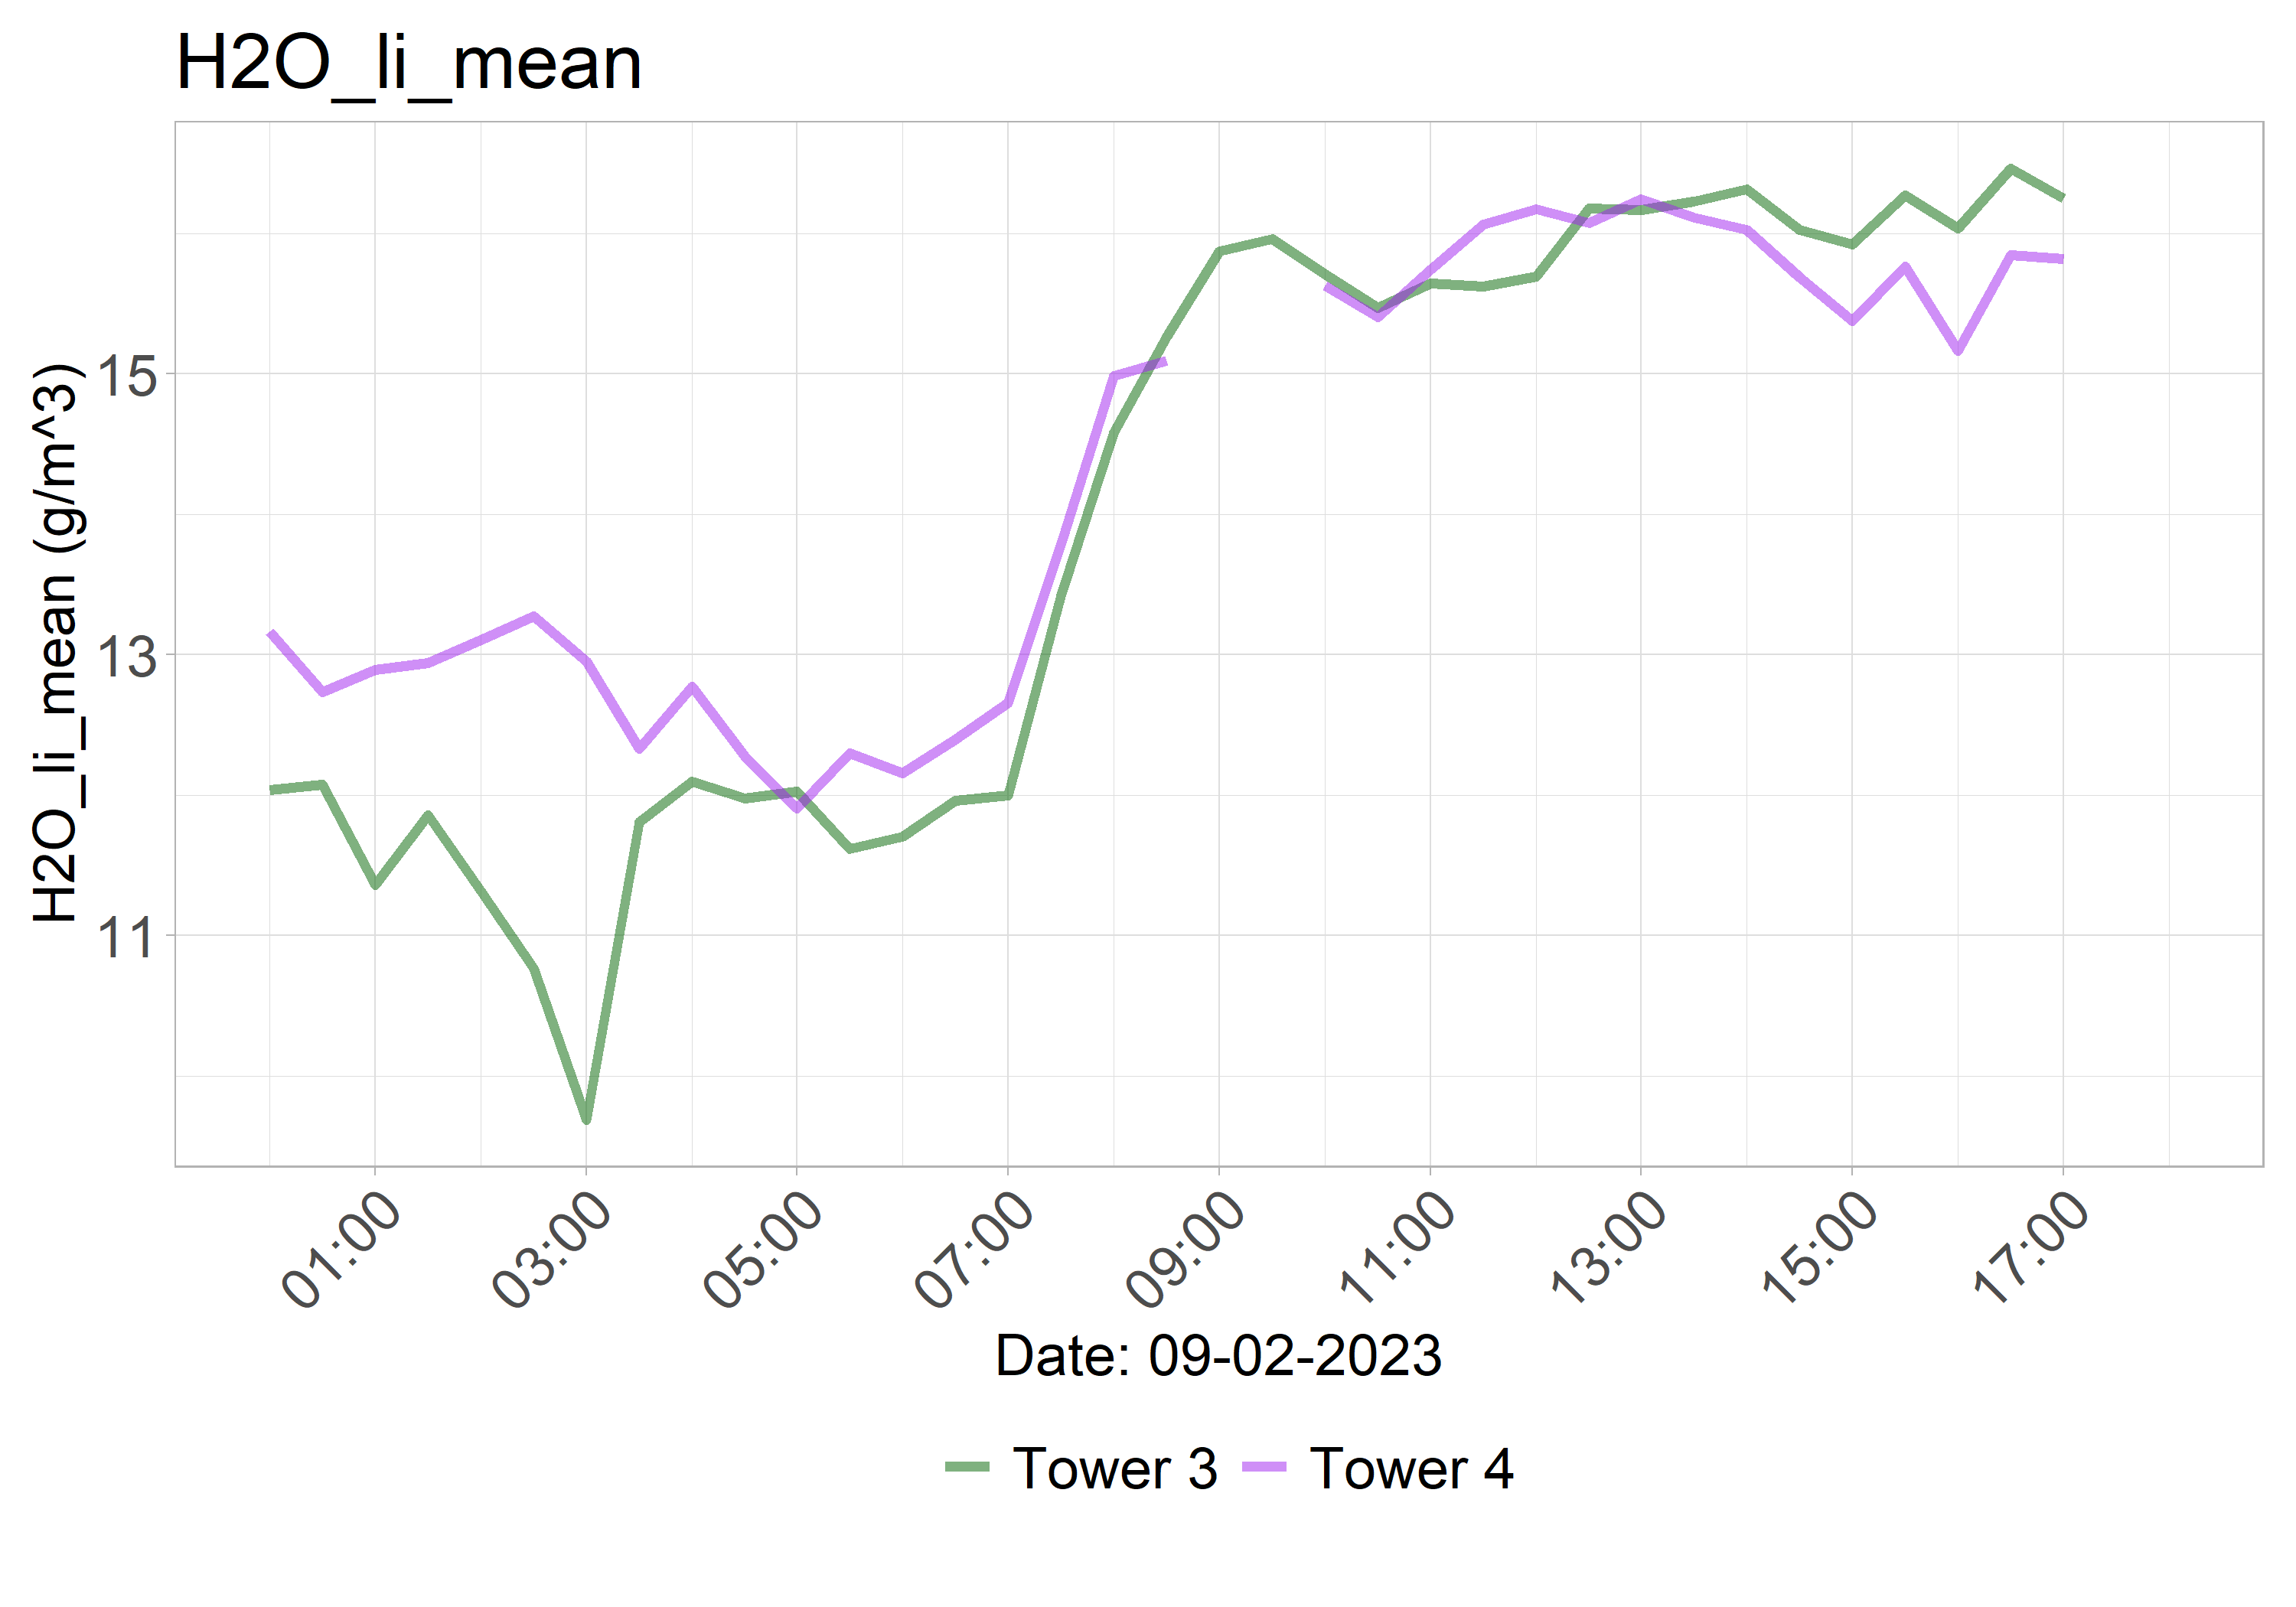 H2O_li_mean
H2O_li_mean (g/m^3)
15
13
11
01:00 03:00 05:00 07:00 09:00 11:00 13:00 15:00 17:00
Date: 09-02-2023
Tower 3 Tower 4